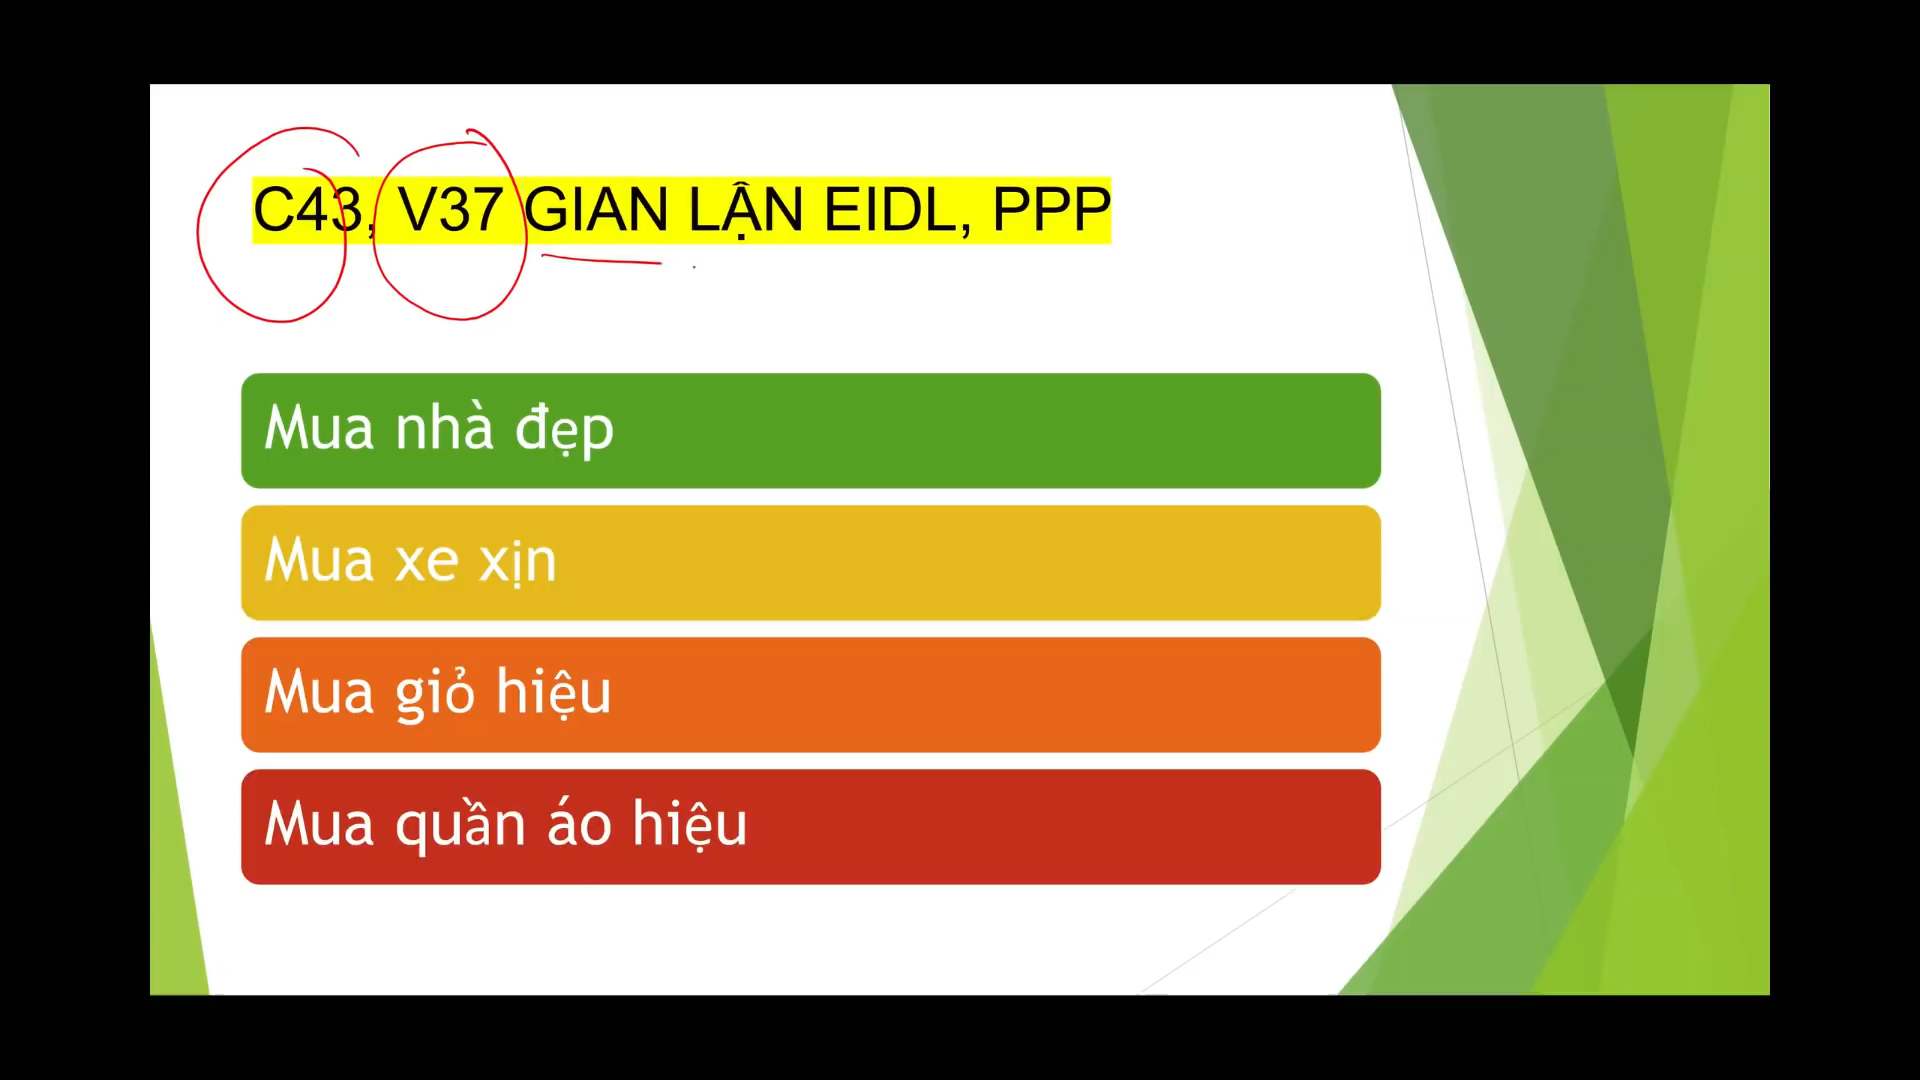 C43, V37 GIAN LẬN EIDL, PPP
Mua nhà đẹp
Mua xe xịn
Mua giỏ hiệu
Mua quần áo hiệu